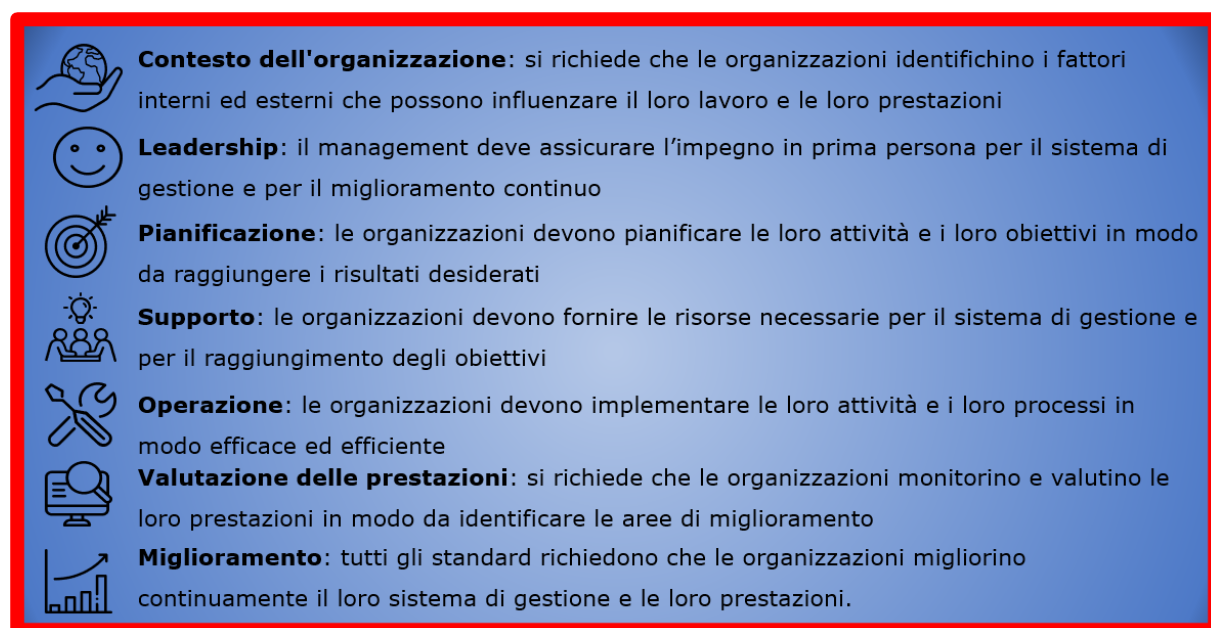 Contesto dell'organizzazione: si richiede che le organizzazioni identifichino i fattori
interni ed esterni che possono influenzare il loro lavoro e le loro prestazioni
Leadership: il management deve assicurare l’impegno in prima persona per il sistema di
gestione e per il miglioramento continuo
Pianificazione: le organizzazioni devono pianificare le loro attività e i loro obiettivi in modo
da raggiungere i risultati desiderati
Supporto: le organizzazioni devono fornire le risorse necessarie per il sistema di gestione e
per il raggiungimento degli obiettivi
Operazione: le organizzazioni devono implementare le loro attività e i loro processi in
modo efficace ed efficiente
Valutazione delle prestazioni: si richiede che le organizzazioni monitorino e valutino le
loro prestazioni in modo da identificare le aree di miglioramento
Miglioramento: tutti gli standard richiedono che le organizzazioni migliorino
continuamente il loro sistema di gestione e le loro prestazioni.